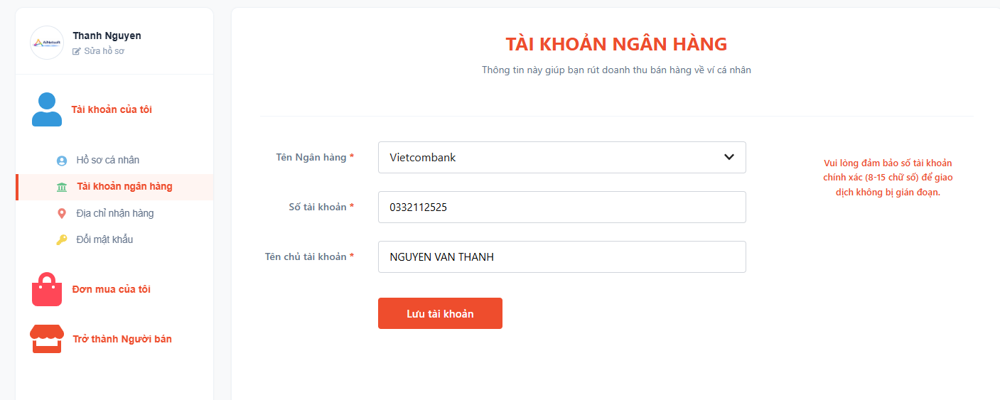 Thanh Nguyen
AiNetsoft
Sửa hồ sơ
Tài khoản của tôi
Hồ sơ cá nhân
Tài khoản ngân hàng
Địa chỉ nhận hàng
Đổi mật khẩu
Đơn mua của tôi
Trở thành Người bán
TÀI KHOẢN NGÂN HÀNG
Thông tin này giúp bạn rút doanh thu bán hàng về ví cá nhân
Tên Ngân hàng *
Vietcombank
Số tài khoản *
0332112525
Tên chủ tài khoản *
NGUYEN VAN THANH
Lưu tài khoản
Vui lòng đảm bảo số tài khoản
chính xác (8-15 chữ số) để giao
dịch không bị gián đoạn.